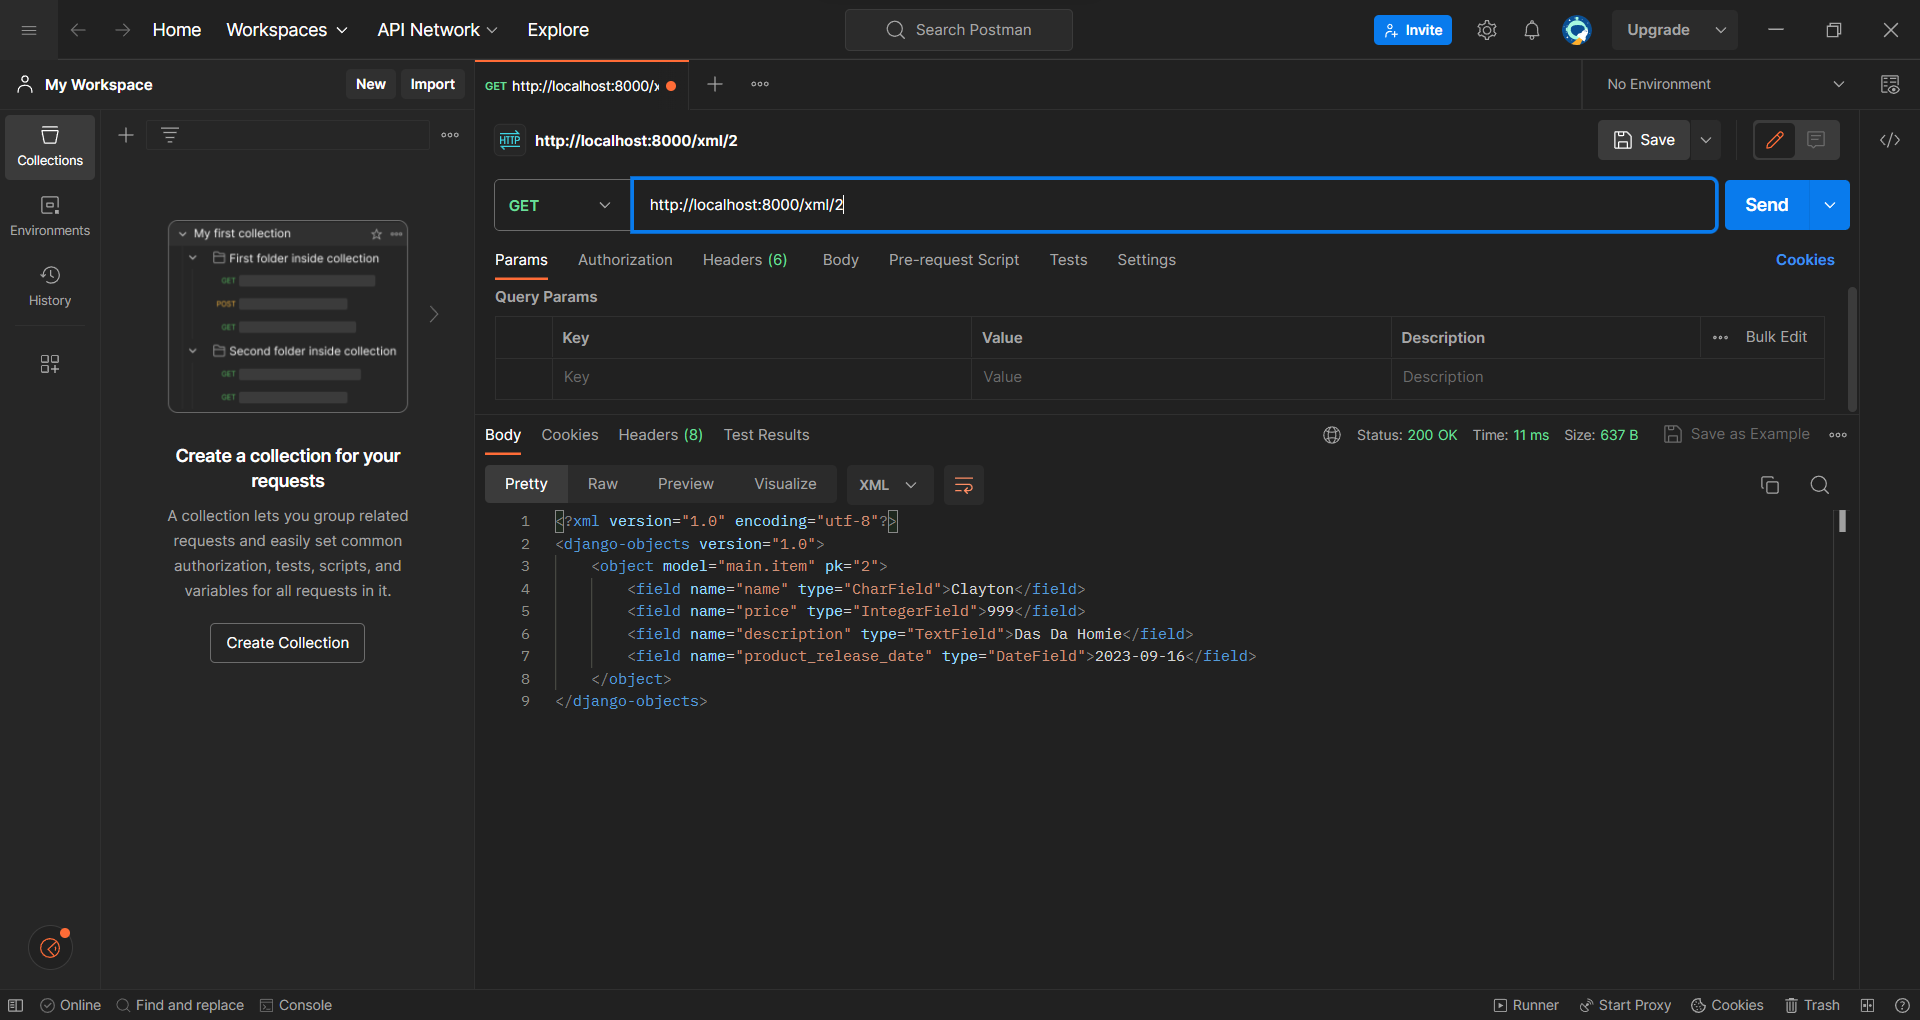 Home Workspaces API Network Explore Search Postman Invite Upgrade
My Workspace New Import GET http://localhost:8000/x No Environment
Collections
Environments
History
My first collection
First folder inside collection
GET
POST
GET
Second folder inside collection
GET
GET
Create a collection for your
requests
A collection lets you group related
requests and easily set common
authorization, tests, scripts, and
variables for all requests in it.
Create Collection
HTTP http://localhost:8000/xml/2 Save
GET http://localhost:8000/xml/2 Send
Params Authorization Headers (6) Body Pre-request Script Tests Settings Cookies
Query Params
Key Value Description Bulk Edit
Key Value Description
Body Cookies Headers (8) Test Results Status: 200 OK Time: 11 ms Size: 637 B Save as Example
Pretty Raw Preview Visualize XML
1 <?xml version="1.0" encoding="utf-8"?>
2 <django-objects version="1.0">
3 <object model="main.item" pk="2">
4 <field name="name" type="CharField">Clayton</field>
5 <field name="price" type="IntegerField">999</field>
6 <field name="description" type="TextField">Das Da Homie</field>
7 <field name="product_release_date" type="DateField">2023-09-16</field>
8 </object>
9 </django-objects>
Online Find and replace Console Runner Start Proxy Cookies Trash